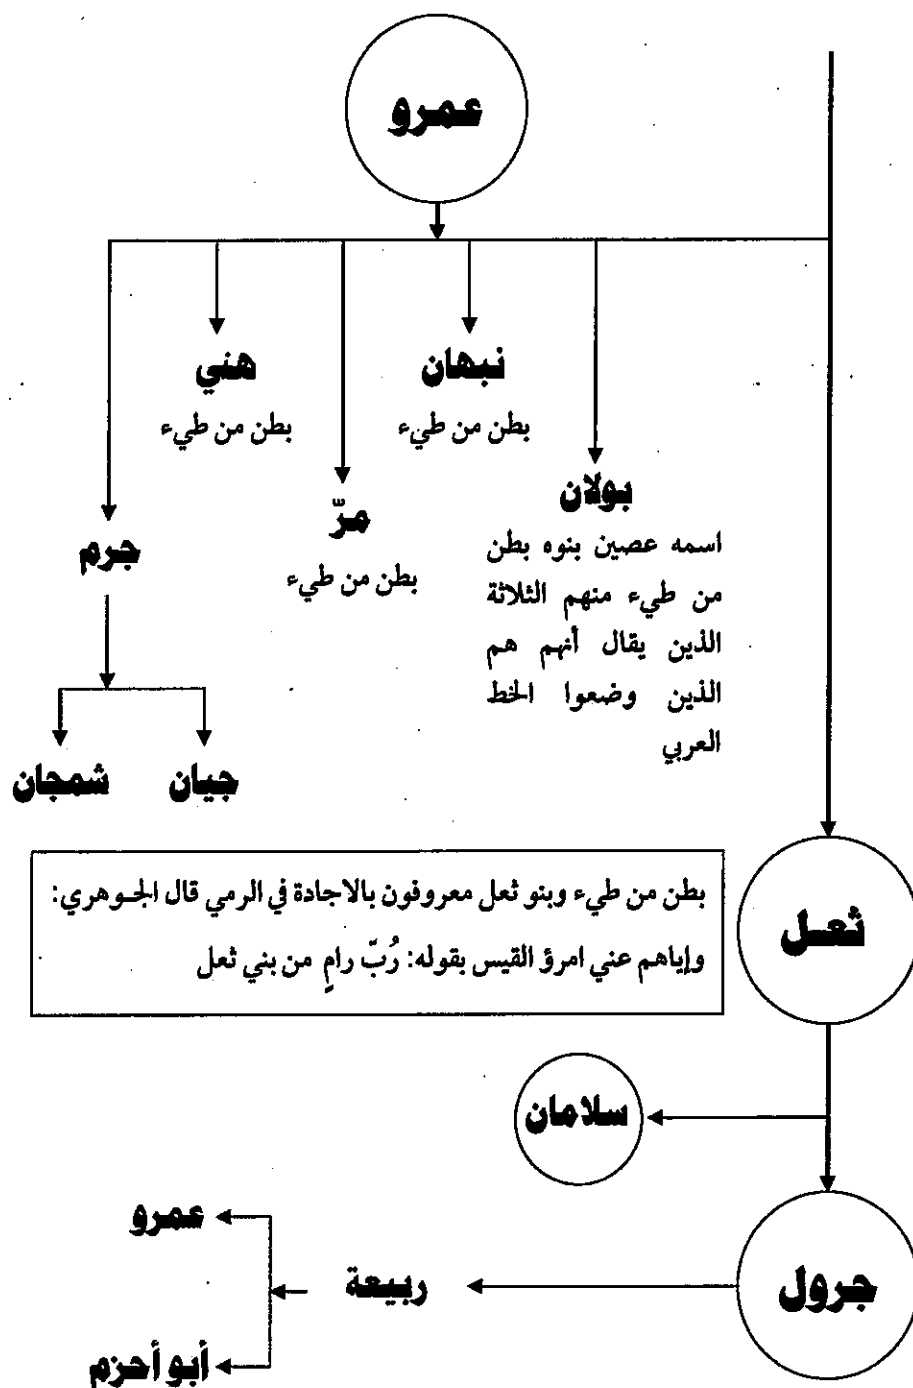 عمرو
نبهان
بطن من طيء
هني
بطن من طيء
بولان
اسمه عصين بنوه بطن
من طيء منهم الثلاثة
الذين يقال أنهم هم
الذين وضعوا الخط
العربي
مرّ
بطن من طيء
جرم
جيان
شمجان
ثعل
بطن من طيء وبنو ثعل معروفون بالاجادة في الرمي قال الجوهري:
وإياهم عني امرؤ القيس بقوله: رُبّ رامٍ من بني ثعل
سلامان
جرول
ربيعة
عمرو
أبو أحزم